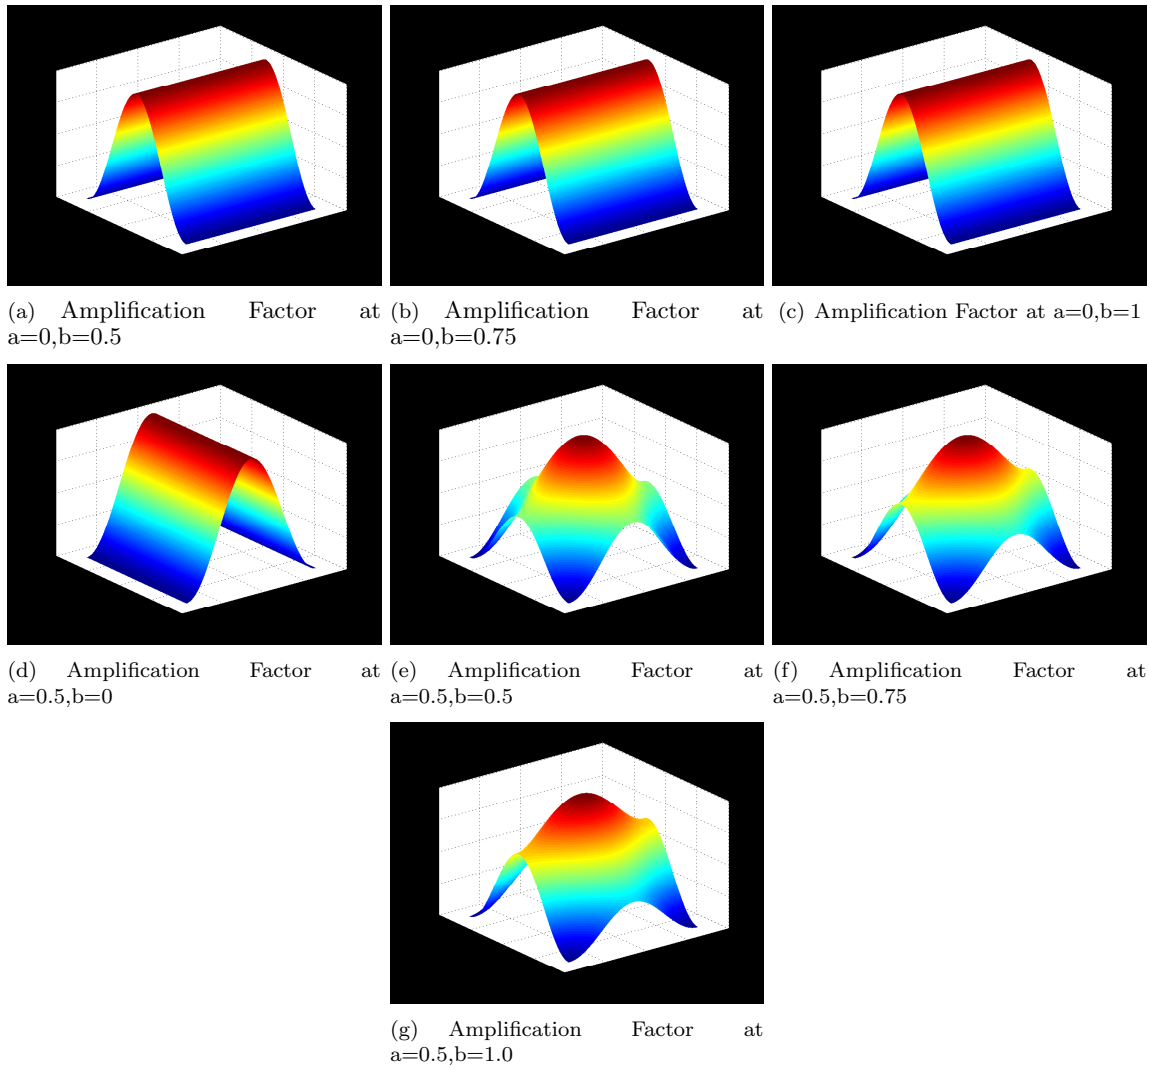 (a) Amplification Factor at
a=0,b=0.5
(b) Amplification Factor at
a=0,b=0.75
(c) Amplification Factor at a=0,b=1
(d) Amplification Factor at
a=0.5,b=0
(e) Amplification Factor at
a=0.5,b=0.5
(f) Amplification Factor at
a=0.5,b=0.75
(g) Amplification Factor at
a=0.5,b=1.0